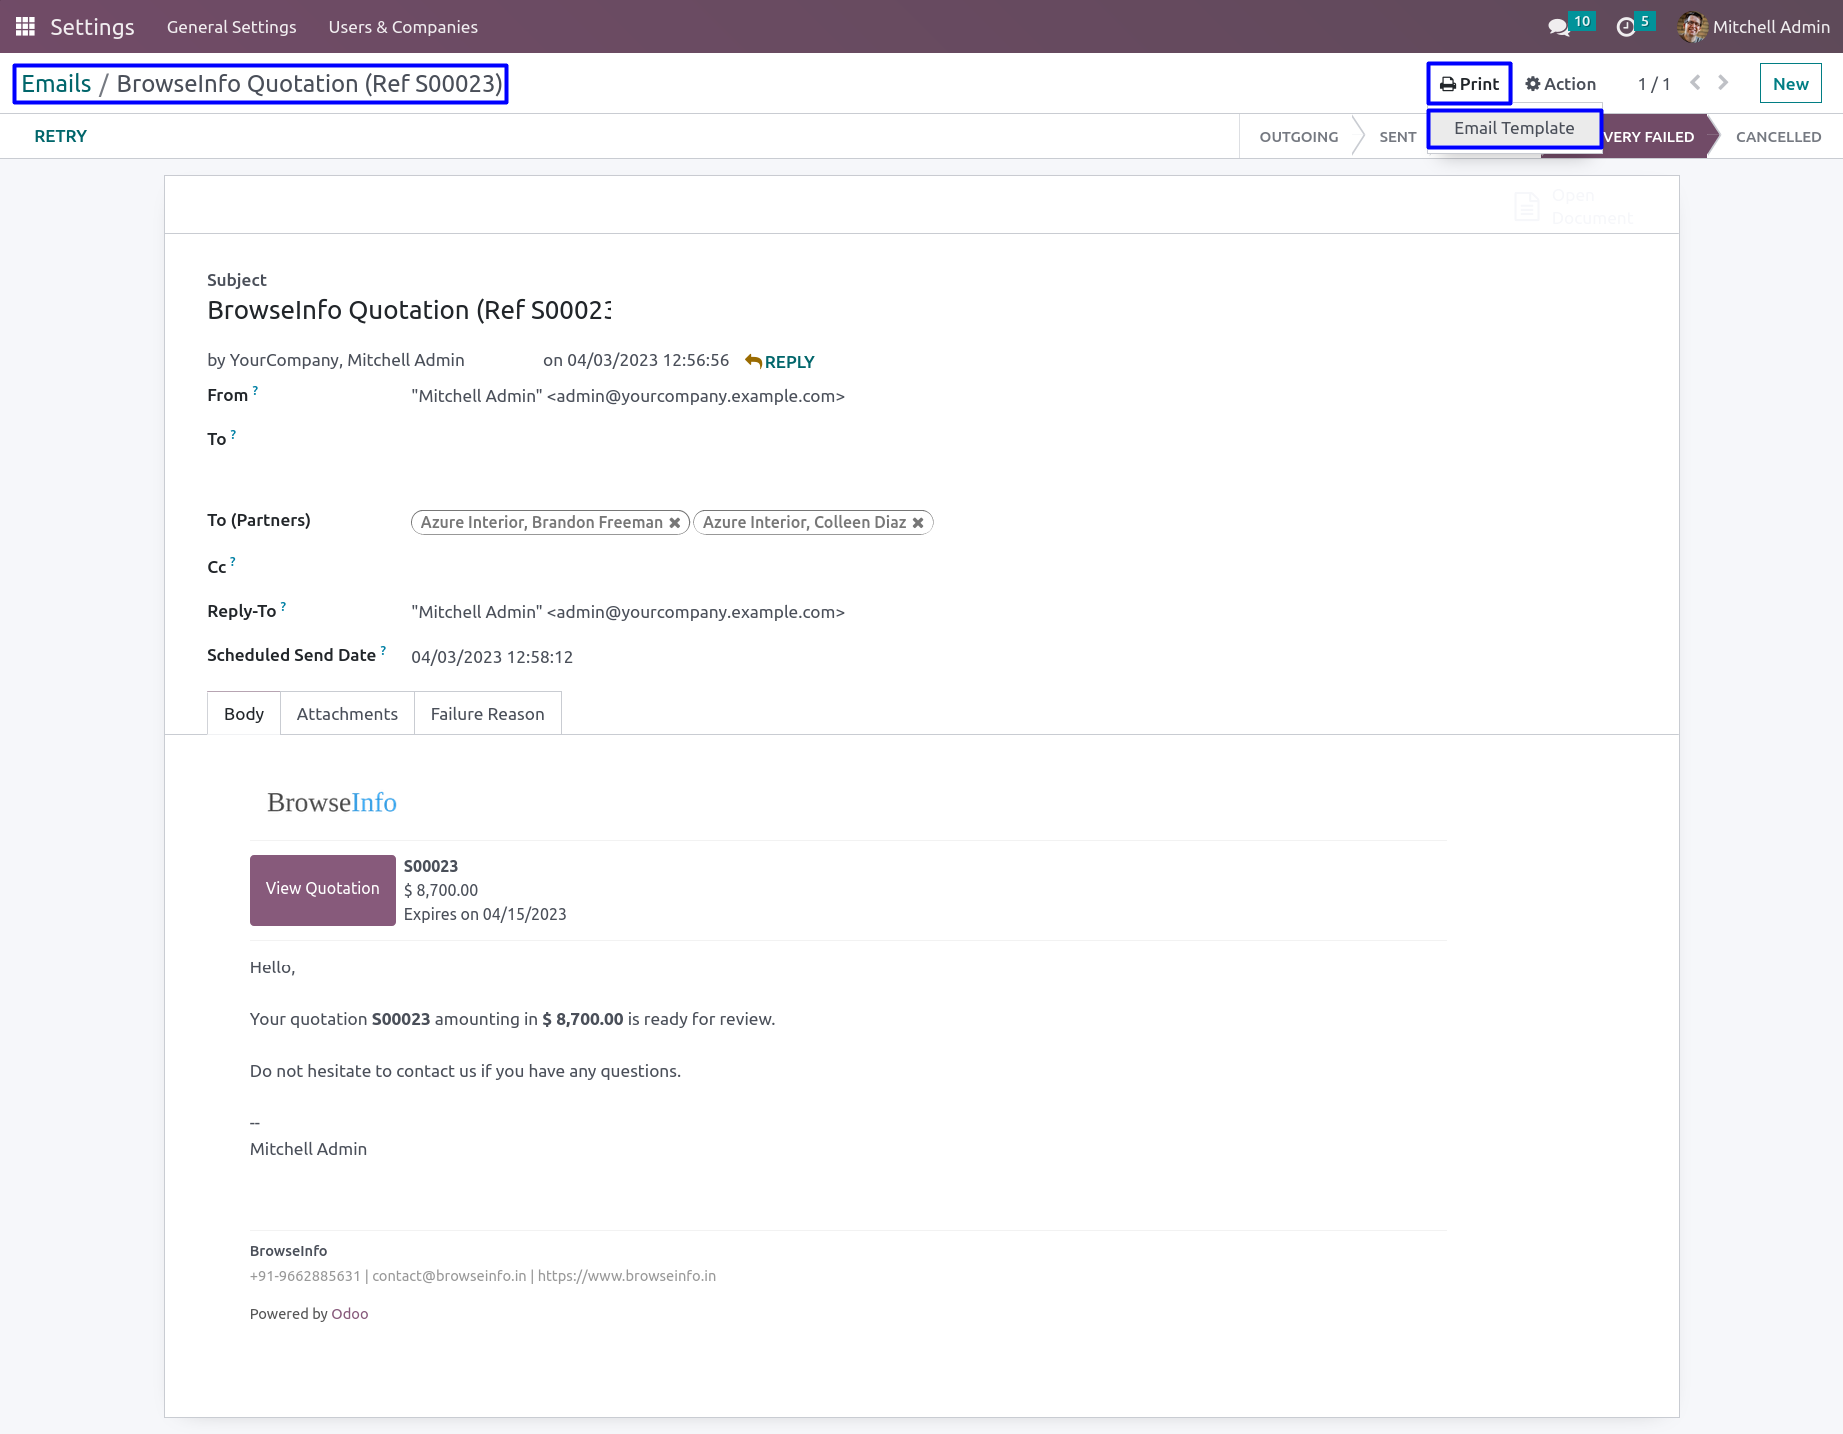 Settings General Settings Users & Companies 10 5 Mitchell Admin
Emails / BrowseInfo Quotation (Ref S00023) Print Action 1 / 1 New
Email Template
RETRY OUTGOING SENT VERY FAILED CANCELLED
Open
Document
Subject
BrowseInfo Quotation (Ref S00023
by YourCompany, Mitchell Admin on 04/03/2023 12:56:56 REPLY
From ? "Mitchell Admin" <admin@yourcompany.example.com>
To ?
To (Partners) Azure Interior, Brandon Freeman ✖ Azure Interior, Colleen Diaz ✖
Cc ?
Reply-To ? "Mitchell Admin" <admin@yourcompany.example.com>
Scheduled Send Date ? 04/03/2023 12:58:12
Body Attachments Failure Reason
BrowseInfo
View Quotation
S00023
$ 8,700.00
Expires on 04/15/2023
Hello,
Your quotation S00023 amounting in $ 8,700.00 is ready for review.
Do not hesitate to contact us if you have any questions.
--
Mitchell Admin
BrowseInfo
+91-9662885631 | contact@browseinfo.in | https://www.browseinfo.in
Powered by Odoo